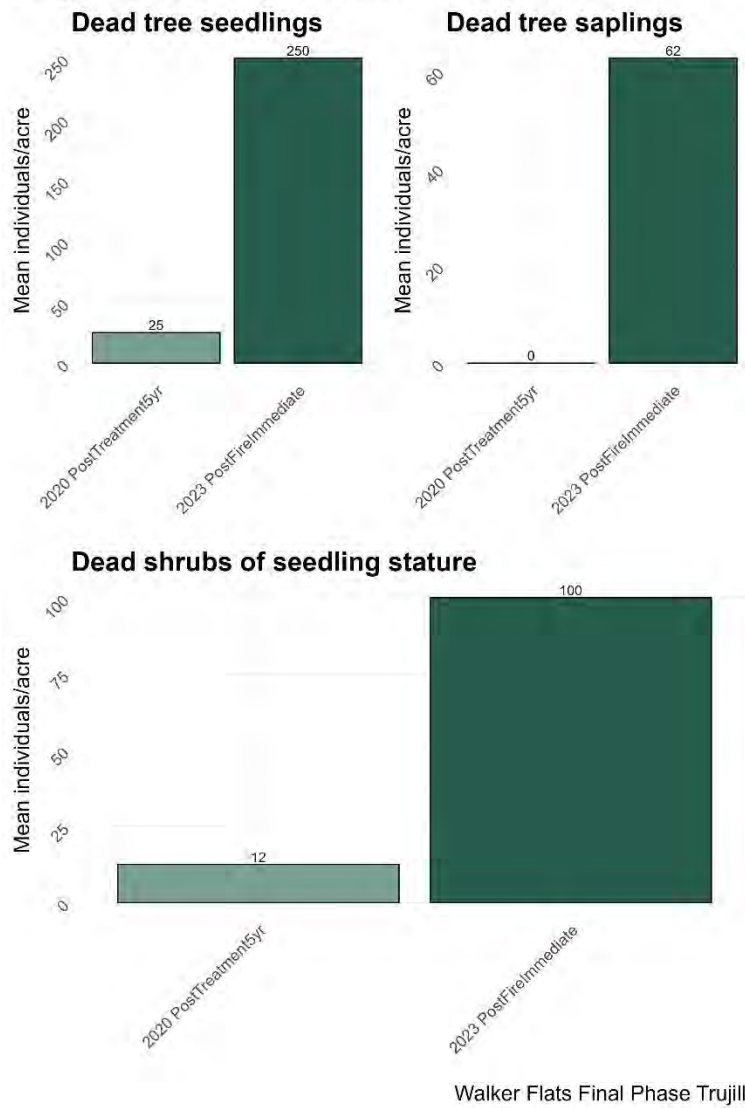 Dead tree seedlings
Mean individuals/acre
250
200
150
100
50
0
25
250
2020 PostTreatment5yr
2023 PostFireImmediate
Dead tree saplings
Mean individuals/acre
60
40
20
0
0
62
2020 PostTreatment5yr
2023 PostFireImmediate
Dead shrubs of seedling stature
Mean individuals/acre
100
75
50
25
0
12
100
2020 PostTreatment5yr
2023 PostFireImmediate
Walker Flats Final Phase Trujill